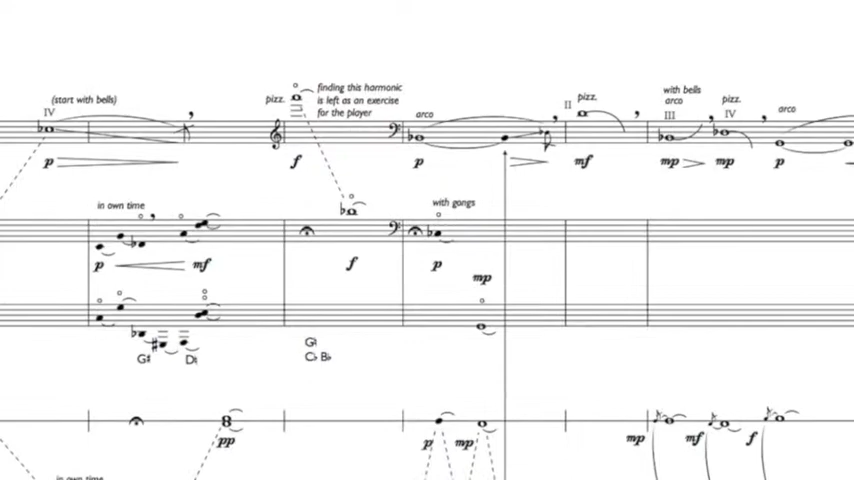 (start with bells)
IV
pizz.
finding this harmonic
is left as an exercise
for the player
arco
II
pizz.
with bells
arco
III
pizz.
IV
arco
p
f
p
mf
mp
mp
p
in own time
with gongs
p
mf
f
p
mp
G♯
D♮
G♮
C♭ B♭
pp
p
mp
mp
mf
f
in own time